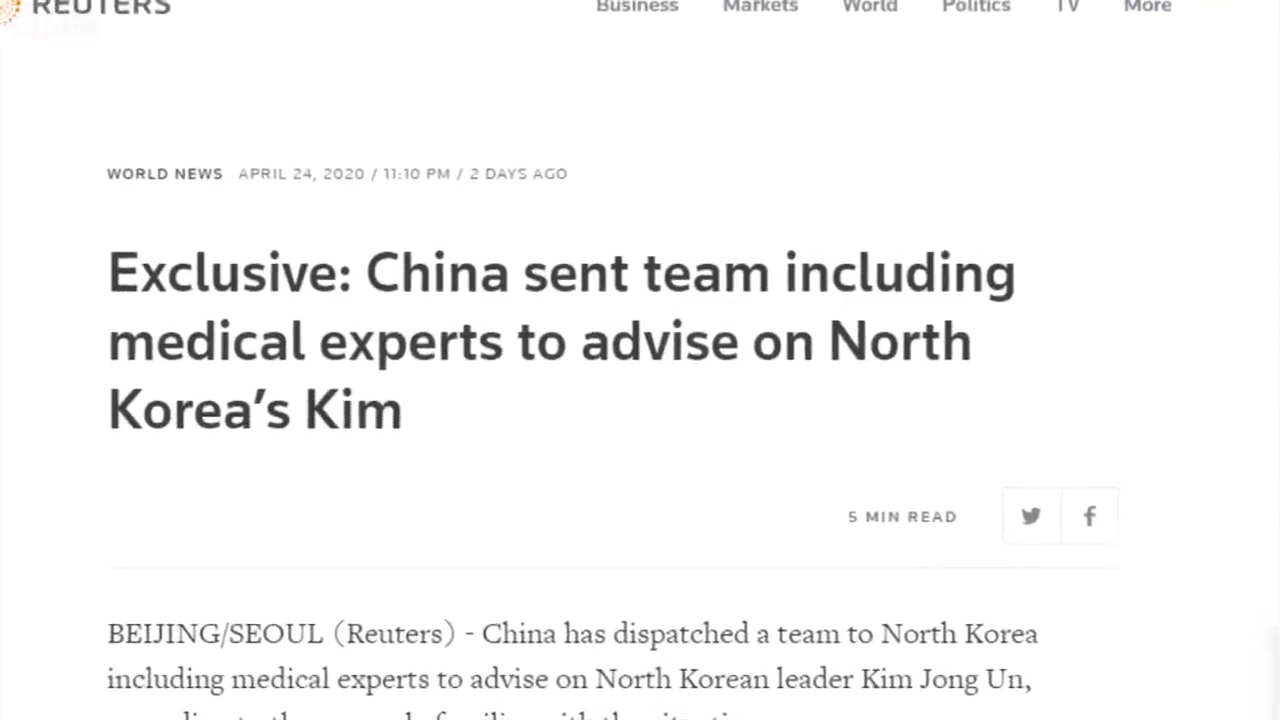 REUTERS Business Markets World Politics TV More
WORLD NEWS APRIL 24, 2020 / 11:10 PM / 2 DAYS AGO
Exclusive: China sent team including
medical experts to advise on North
Korea’s Kim
5 MIN READ
BEIJING/SEOUL (Reuters) - China has dispatched a team to North Korea
including medical experts to advise on North Korean leader Kim Jong Un,